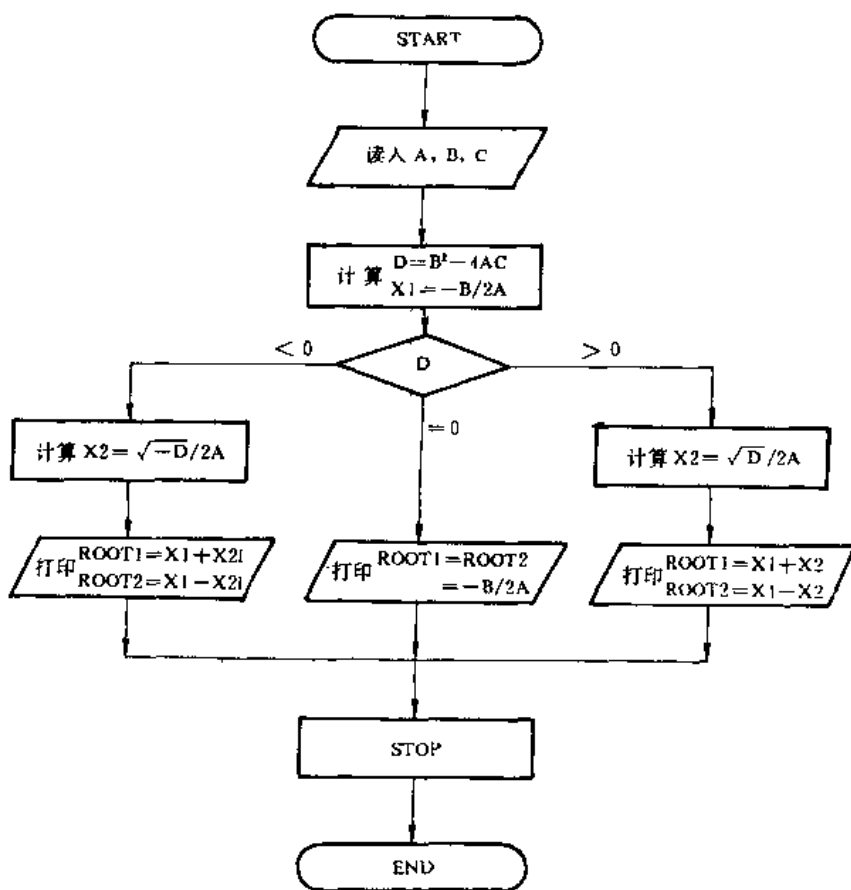 START
读入 A, B, C
计算 D=B²-4AC
X1=-B/2A
<0
D
>0
=0
计算 X2=√-D/2A
计算 X2=√D/2A
打印 ROOT1=X1+X2i
ROOT2=X1-X2i
打印 ROOT1=ROOT2
=-B/2A
打印 ROOT1=X1+X2
ROOT2=X1-X2
STOP
END